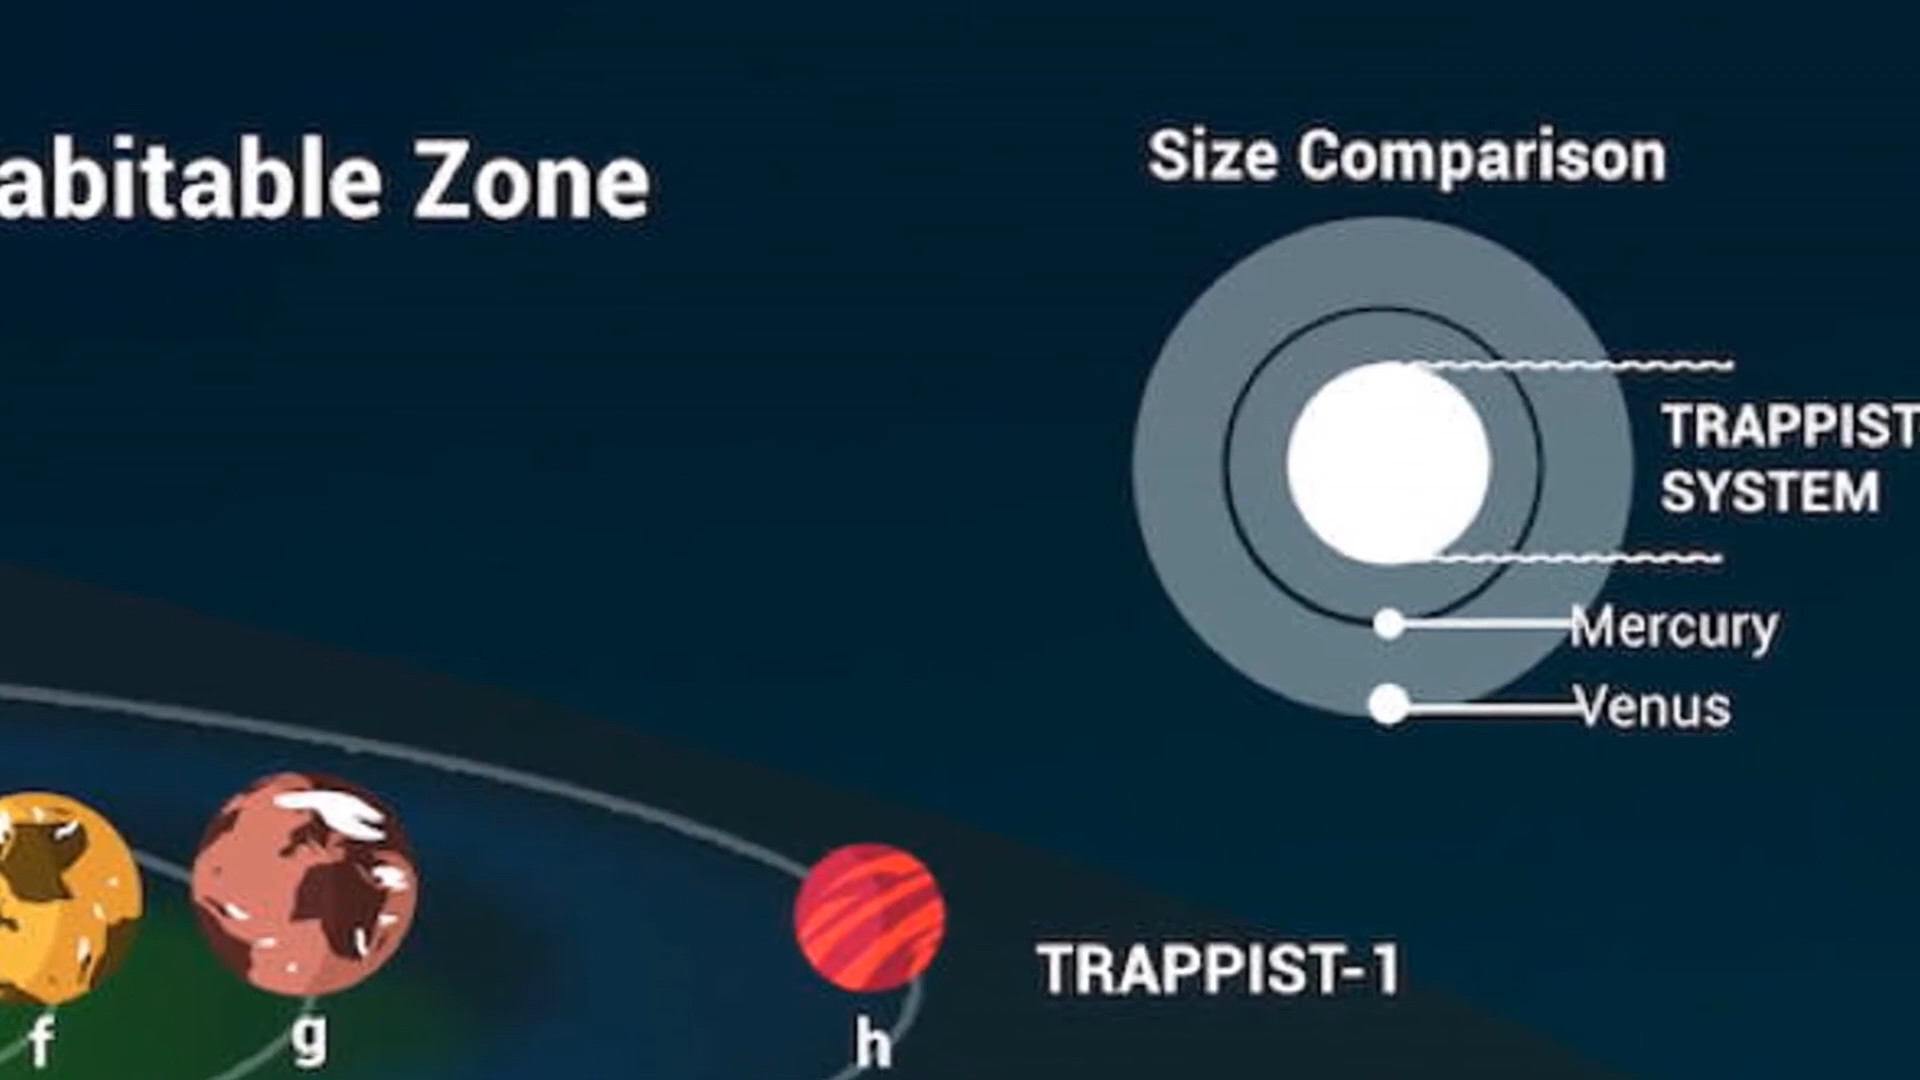 abitable Zone
Size Comparison
TRAPPIST
SYSTEM
Mercury
Venus
TRAPPIST-1
f
g
h